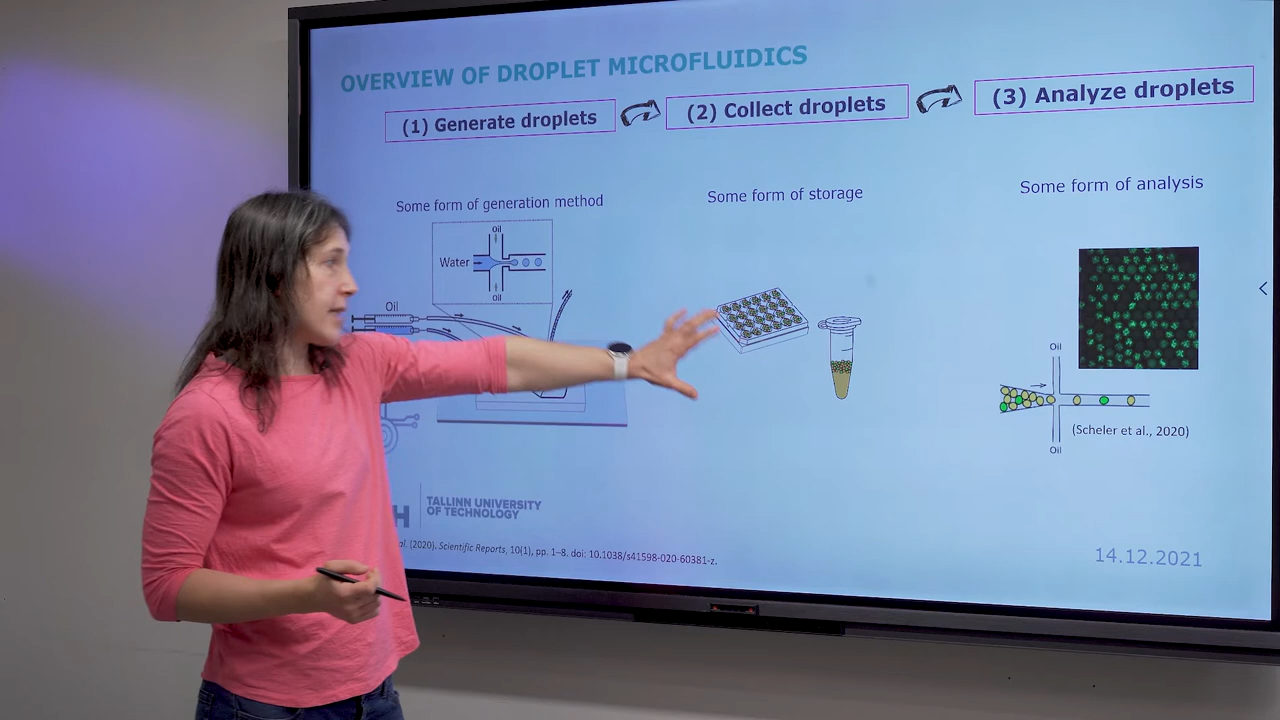 OVERVIEW OF DROPLET MICROFLUIDICS
(1) Generate droplets
(2) Collect droplets
(3) Analyze droplets
Some form of generation method
Some form of storage
Some form of analysis
Oil
Water
Oil
Oil
Oil
(Scheler et al., 2020)
Oil
TALLINN UNIVERSITY
OF TECHNOLOGY
(2020). Scientific Reports, 10(1), pp. 1–8. doi: 10.1038/s41598-020-60381-z.
14.12.2021